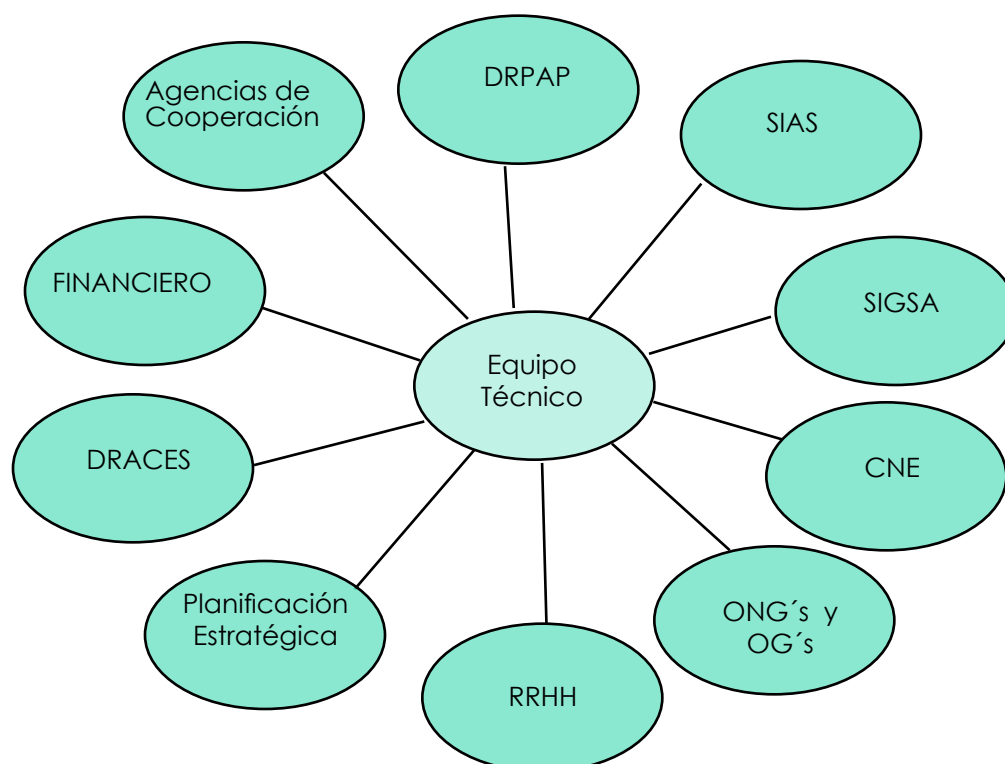 Agencias de
Cooperación
DRPAP
SIAS
FINANCIERO
SIGSA
Equipo
Técnico
DRACES
CNE
Planificación
Estratégica
ONG´s y
OG´s
RRHH